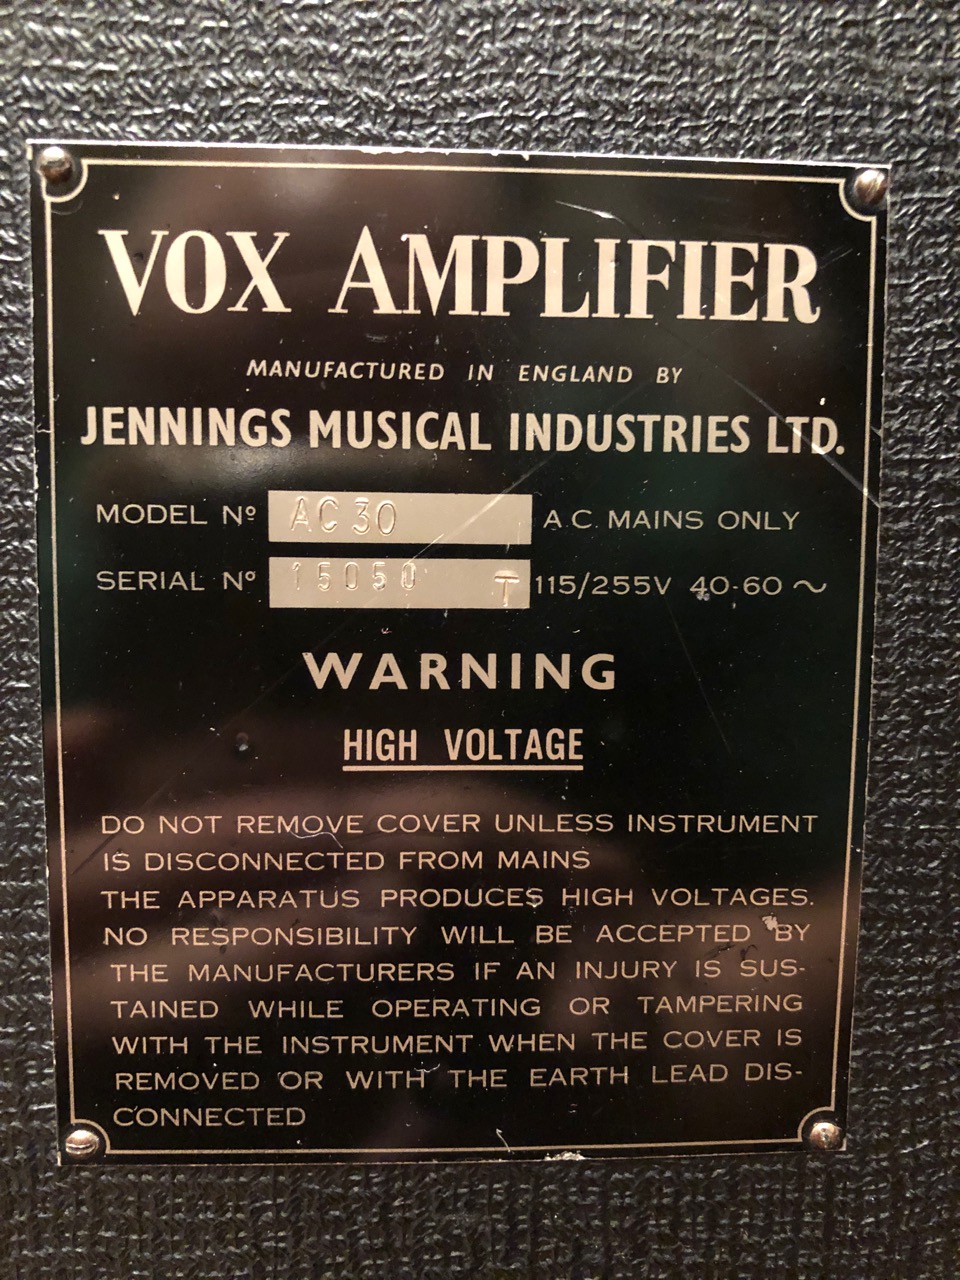 VOX AMPLIFIER
MANUFACTURED IN ENGLAND BY
JENNINGS MUSICAL INDUSTRIES LTD.
MODEL Nº AC30 A.C. MAINS ONLY
SERIAL Nº 15050 T 115/255V 40-60 ~
WARNING
HIGH VOLTAGE
DO NOT REMOVE COVER UNLESS INSTRUMENT
IS DISCONNECTED FROM MAINS
THE APPARATUS PRODUCES HIGH VOLTAGES.
NO RESPONSIBILITY WILL BE ACCEPTED BY
THE MANUFACTURERS IF AN INJURY IS SUS-
TAINED WHILE OPERATING OR TAMPERING
WITH THE INSTRUMENT WHEN THE COVER IS
REMOVED OR WITH THE EARTH LEAD DIS-
CONNECTED